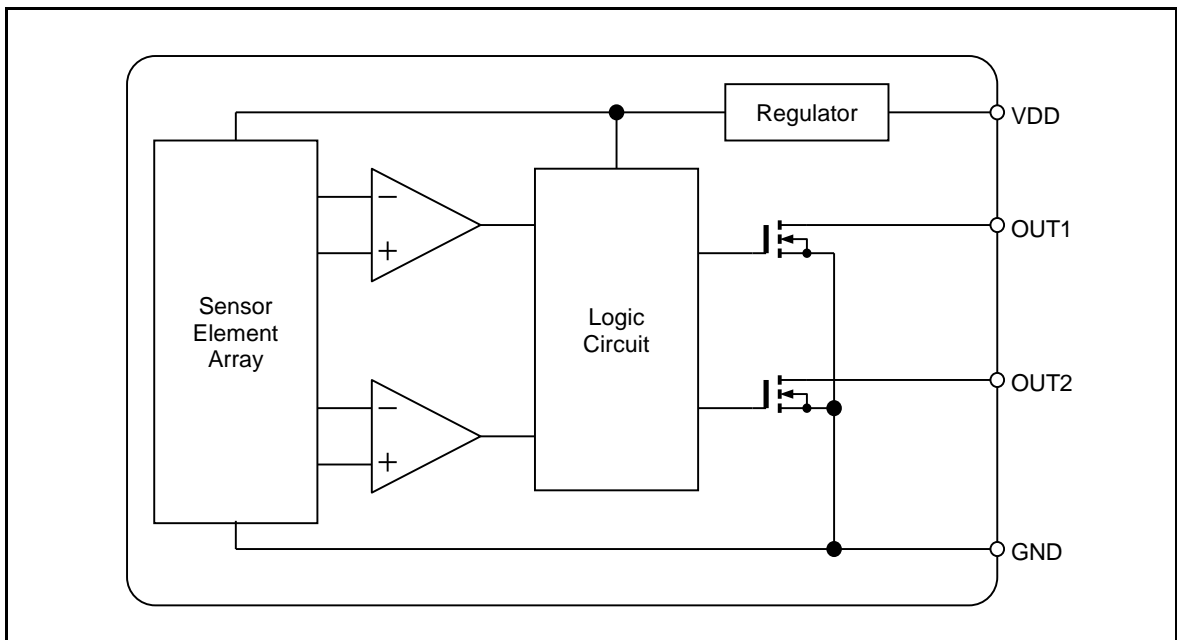 Regulator
VDD
−
+
OUT1
Sensor
Element
Array
Logic
Circuit
OUT2
−
+
GND